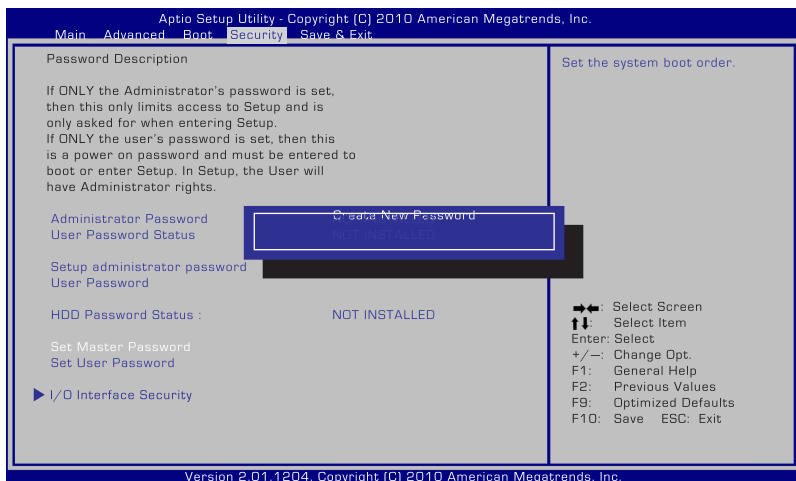 Aptio Setup Utility - Copyright (C) 2010 American Megatrends, Inc.
Main Advanced Boot Security Save & Exit
Password Description
If ONLY the Administrator's password is set,
then this only limits access to Setup and is
only asked for when entering Setup.
If ONLY the user's password is set, then this
is a power on password and must be entered to
boot or enter Setup. In Setup, the User will
have Administrator rights.
Administrator Password
Create New Password
User Password Status NOT INSTALLED
Setup administrator password
User Password
HDD Password Status : NOT INSTALLED
Set Master Password
Set User Password
I/O Interface Security
Set the system boot order.
: Select Screen
: Select Item
Enter: Select
+/—: Change Opt.
F1: General Help
F2: Previous Values
F9: Optimized Defaults
F10: Save ESC: Exit
Version 2.01.1204. Copyright (C) 2010 American Megatrends, Inc.